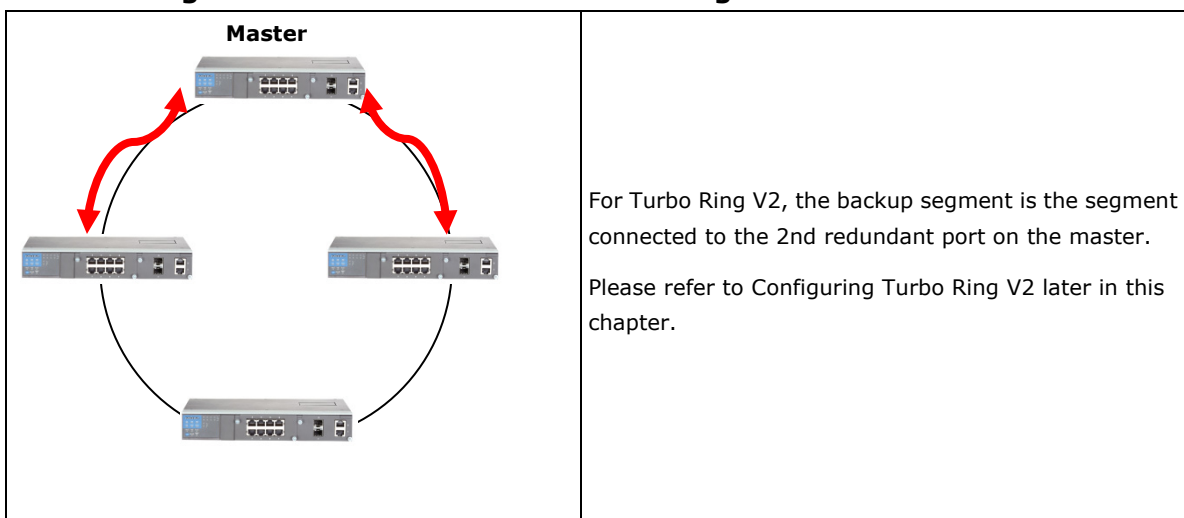 Master
For Turbo Ring V2, the backup segment is the segment
connected to the 2nd redundant port on the master.
Please refer to Configuring Turbo Ring V2 later in this
chapter.